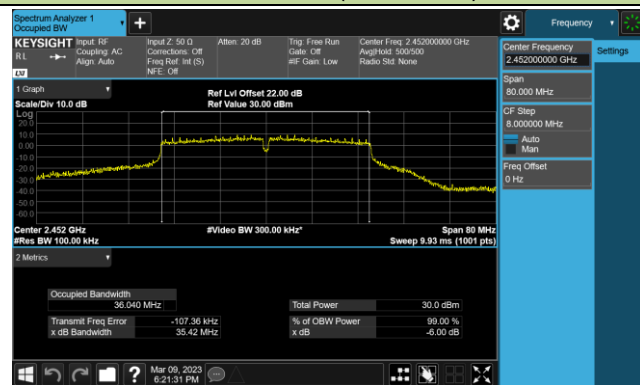 Spectrum Analyzer 1
Occupied BW
Frequency
KEYSIGHT
Input: RF
Input Z: 50 Ω
Atten: 20 dB
Trig: Free Run
Center Freq: 2.452000000 GHz
R L
Coupling: AC
Corrections: Off
Gate: Off
Avg|Hold: 500/500
Align: Auto
Freq Ref: Int (S)
#IF Gain: Low
Radio Std: None
NFE: Off
LXI
Center Frequency
2.452000000 GHz
Settings
Span
80.000 MHz
CF Step
8.000000 MHz
Auto
Man
Freq Offset
0 Hz
1 Graph
Ref Lvl Offset 22.00 dB
Scale/Div 10.0 dB
Ref Value 30.00 dBm
Log
20.0
10.0
0.00
-10.0
-20.0
-30.0
-40.0
-50.0
-60.0
Center 2.452 GHz
#Video BW 300.00 kHz*
Span 80 MHz
#Res BW 100.00 kHz
Sweep 9.93 ms (1001 pts)
2 Metrics
Occupied Bandwidth
36.040 MHz
Total Power
30.0 dBm
Transmit Freq Error
-107.36 kHz
% of OBW Power
99.00 %
x dB Bandwidth
35.42 MHz
x dB
-6.00 dB
?
Mar 09, 2023
6:21:31 PM